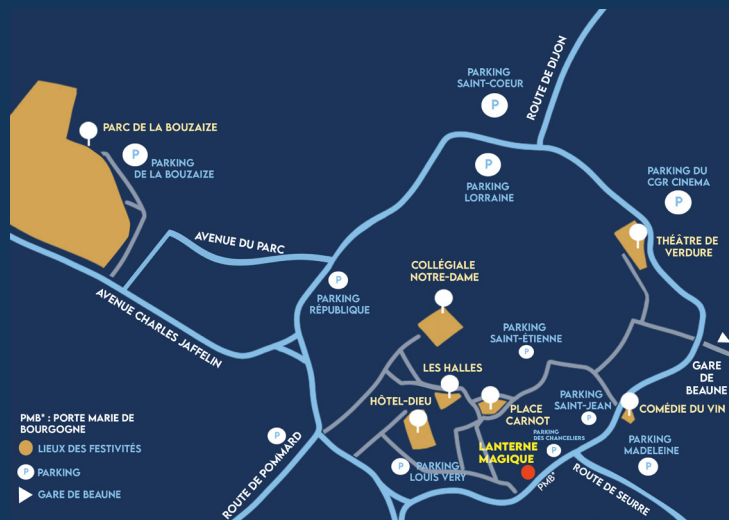 PARKING
SAINT-COEUR
ROUTE DE DIJON
PARC DE LA BOUZAIZE
P
P
PARKING
DE LA BOUZAIZE
P
PARKING
LORRAINE
PARKING DU
CGR CINEMA
P
THÉÂTRE DE
VERDURE
AVENUE DU PARC
COLLÉGIALE
NOTRE-DAME
P
PARKING
RÉPUBLIQUE
AVENUE CHARLES JAFFELIN
PARKING
SAINT-ÉTIENNE
P
GARE
DE
BEAUNE
LES HALLES
HÔTEL-DIEU
PLACE
CARNOT
PARKING
SAINT-JEAN
P
COMÉDIE DU VIN
PMB* : PORTE MARIE DE
BOURGOGNE
LIEUX DES FESTIVITÉS
P PARKING
GARE DE BEAUNE
P
ROUTE DE POMMARD
P
PARKING
LOUIS VERY
LANTERNE
MAGIQUE
PARKING
DES CHANCELIERS
P
PMB*
PARKING
MADELEINE
P
ROUTE DE SEURRE